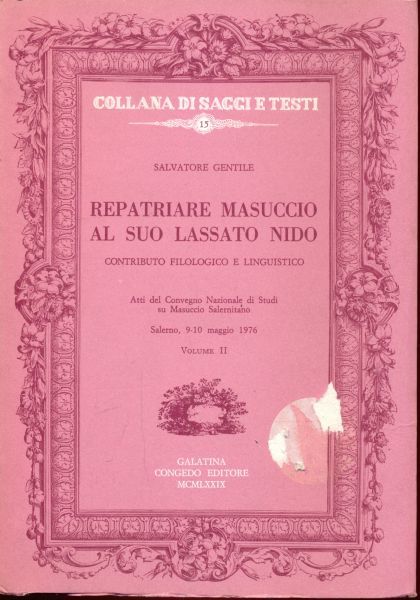 COLLANA DI SAGGI E TESTI
15
SALVATORE GENTILE
REPATRIARE MASUCCIO
AL SUO LASSATO NIDO
CONTRIBUTO FILOLOGICO E LINGUISTICO
Atti del Convegno Nazionale di Studi
su Masuccio Salernitano
Salerno, 9-10 maggio 1976
VOLUME II
GALATINA
CONGEDO EDITORE
MCMLXXIX